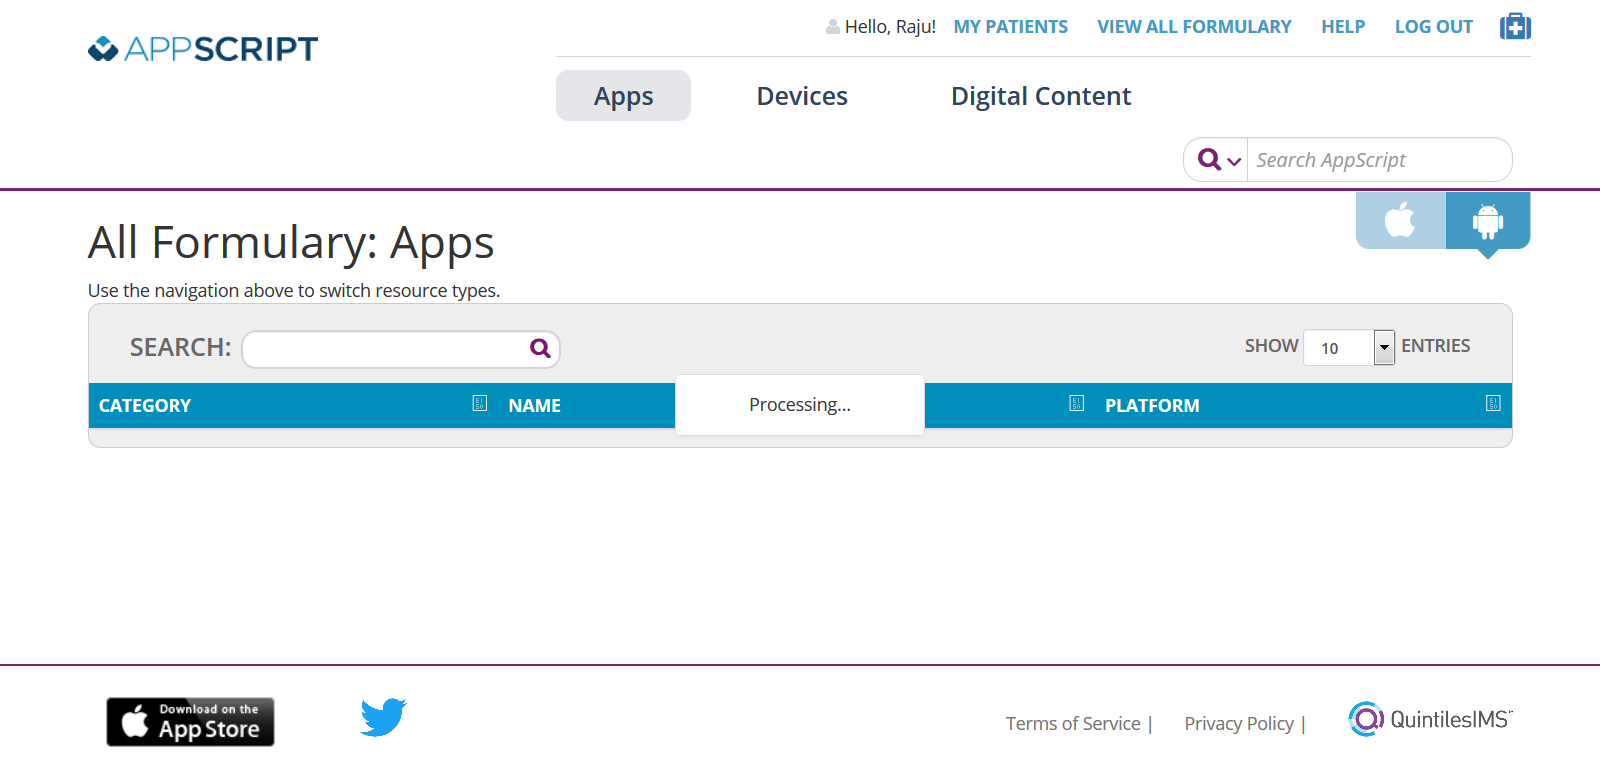 Hello, Raju! MY PATIENTS VIEW ALL FORMULARY HELP LOG OUT
APPSCRIPT
Apps Devices Digital Content
Search AppScript
All Formulary: Apps
Use the navigation above to switch resource types.
SEARCH: SHOW 10 ENTRIES
CATEGORY NAME Processing... PLATFORM
Download on the
App Store
Terms of Service | Privacy Policy | QuintilesIMS™